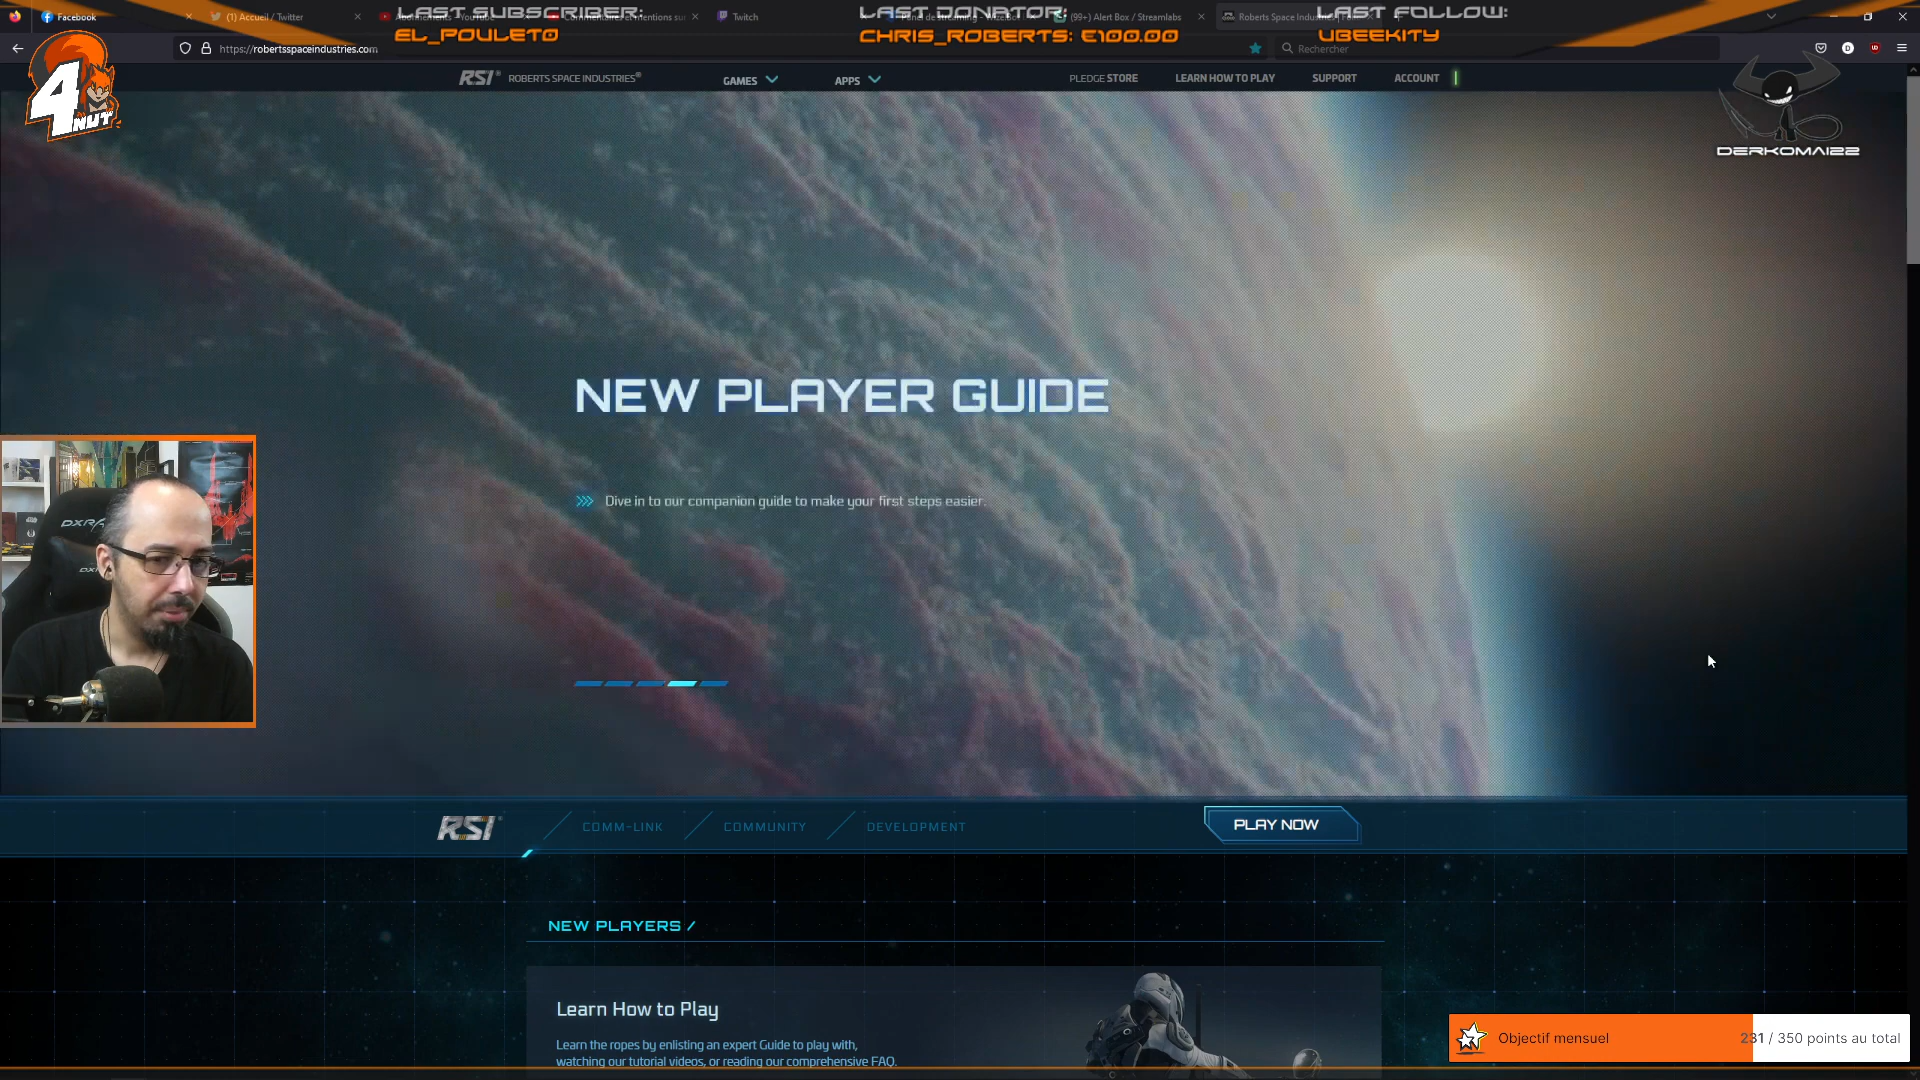 Facebook
(1) Accueil / Twitter
Twitch
(99+) Alert Box / Streamlabs
LAST SUBSCRIBER:
EL_POULET0
LAST DONATOR:
CHRIS_ROBERTS: £100.00
LAST FOLLOW:
UBEEKITY
https://robertsspaceindustries.com
Rechercher
4
NUT
RSI
ROBERTS SPACE INDUSTRIES®
GAMES
APPS
PLEDGE STORE
LEARN HOW TO PLAY
SUPPORT
ACCOUNT
DERKOMAI22
NEW PLAYER GUIDE
Dive in to our companion guide to make your first steps easier.
RSI
COMM-LINK
COMMUNITY
DEVELOPMENT
PLAY NOW
NEW PLAYERS /
Learn How to Play
Learn the ropes by enlisting an expert Guide to play with,
watching our tutorial videos, or reading our comprehensive FAQ.
Objectif mensuel
231 / 350 points au total